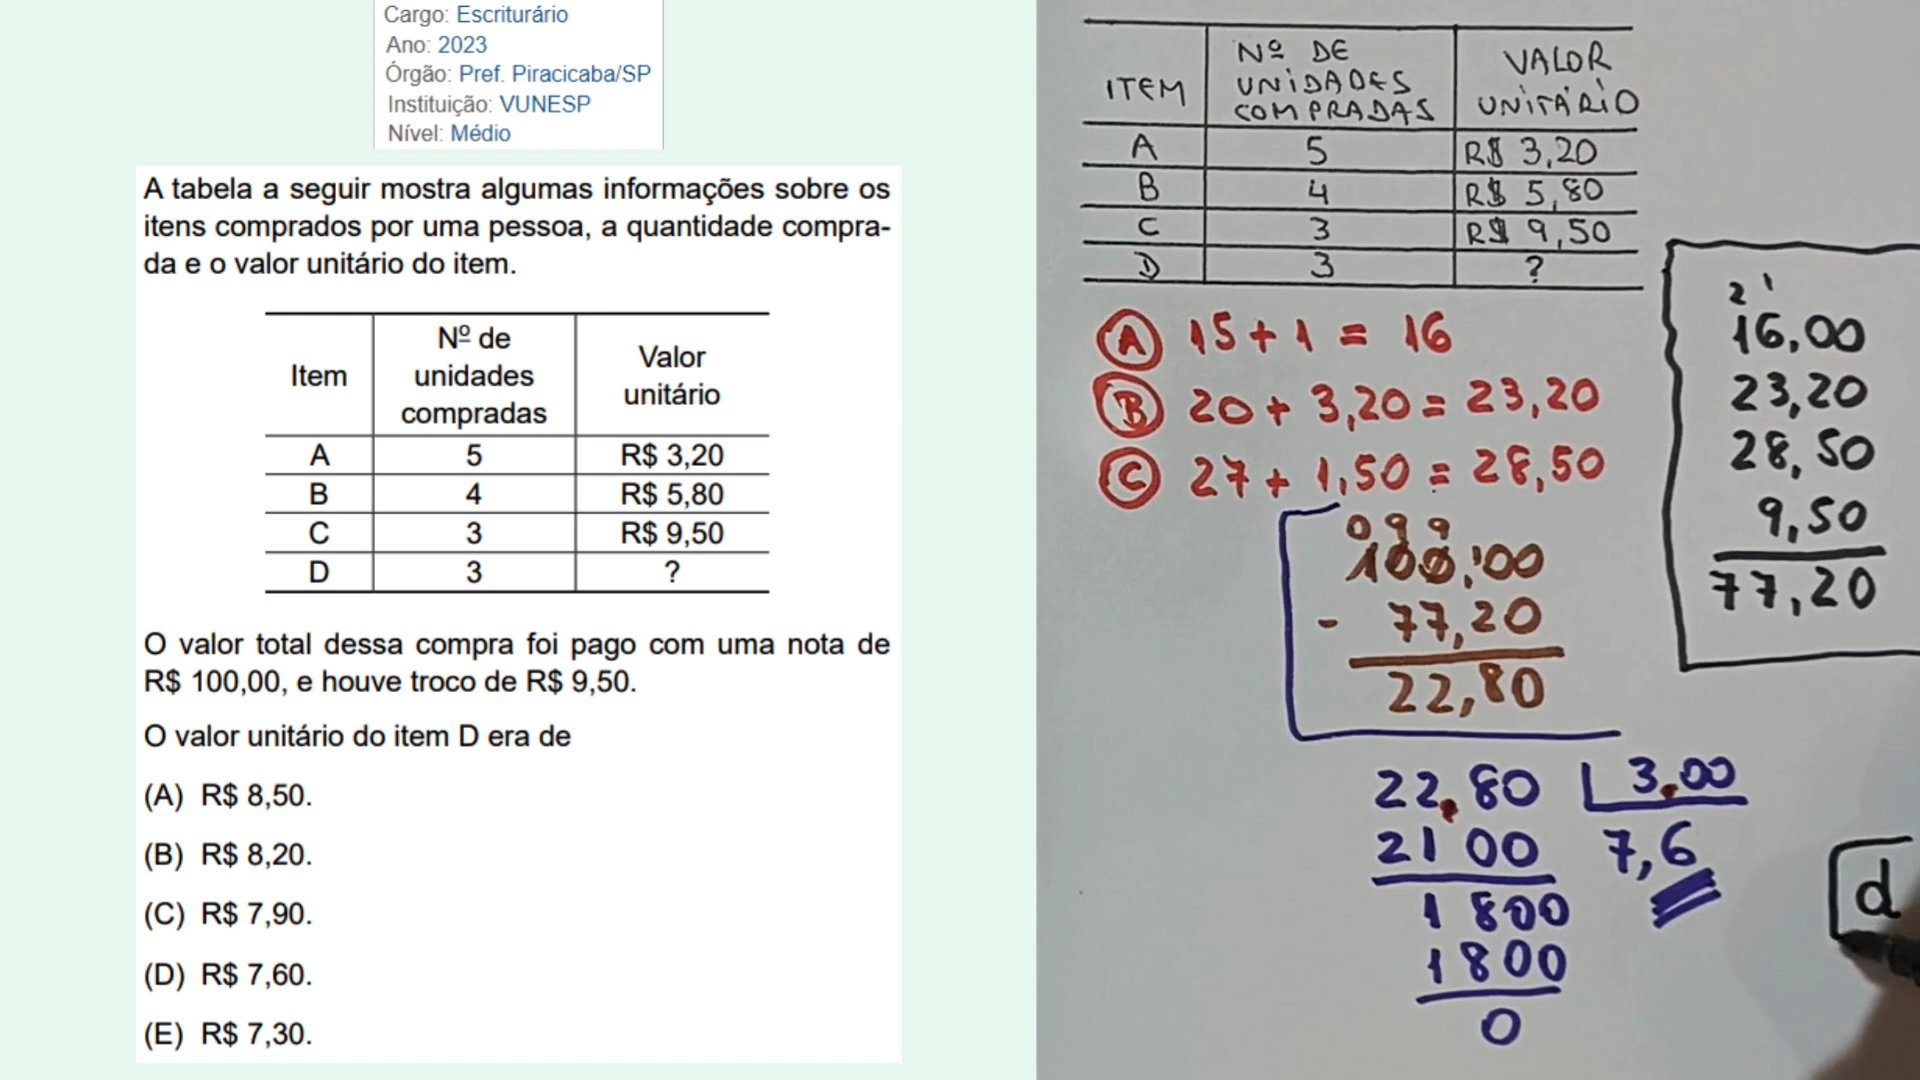 Cargo: Escriturário
Ano: 2023
Órgão: Pref. Piracicaba/SP
Instituição: VUNESP
Nível: Médio
A tabela a seguir mostra algumas informações sobre os
itens comprados por uma pessoa, a quantidade compra-
da e o valor unitário do item.
Item Nº de unidades compradas Valor unitário
A 5 R$ 3,20
B 4 R$ 5,80
C 3 R$ 9,50
D 3 ?
O valor total dessa compra foi pago com uma nota de
R$ 100,00, e houve troco de R$ 9,50.
O valor unitário do item D era de
(A) R$ 8,50.
(B) R$ 8,20.
(C) R$ 7,90.
(D) R$ 7,60.
(E) R$ 7,30.
ITEM Nº DE UNIDADES COMPRADAS VALOR UNITÁRIO
A 5 R$ 3,20
B 4 R$ 5,80
C 3 R$ 9,50
D 3 ?
A 15 + 1 = 16
B 20 + 3,20 = 23,20
C 27 + 1,50 = 28,50
2 1
16,00
23,20
28,50
9,50
77,20
0 9 9
100,100
- 77,20
22,80
22.80 3.00
2100 7,6
1800
1800
0
d